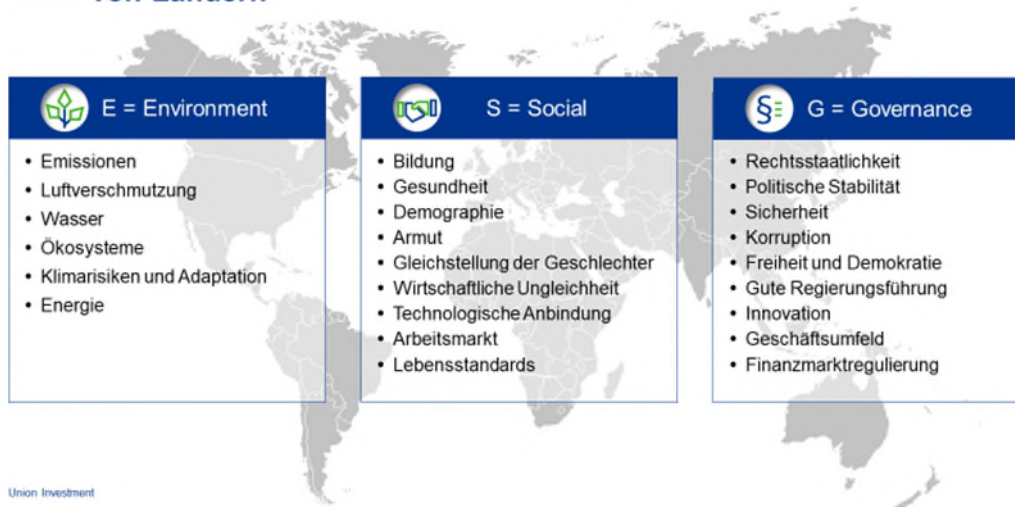 von Ländern
E = Environment
• Emissionen
• Luftverschmutzung
• Wasser
• Ökosysteme
• Klimarisiken und Adaptation
• Energie
S = Social
• Bildung
• Gesundheit
• Demographie
• Armut
• Gleichstellung der Geschlechter
• Wirtschaftliche Ungleichheit
• Technologische Anbindung
• Arbeitsmarkt
• Lebensstandards
§ G = Governance
• Rechtsstaatlichkeit
• Politische Stabilität
• Sicherheit
• Korruption
• Freiheit und Demokratie
• Gute Regierungsführung
• Innovation
• Geschäftsumfeld
• Finanzmarktregulierung
Union Investment